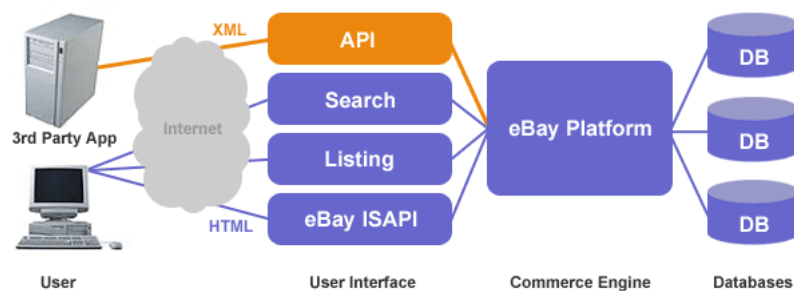 XML
API
3rd Party App
Internet
Search
Listing
HTML
eBay ISAPI
eBay Platform
DB
DB
DB
User
User Interface
Commerce Engine
Databases